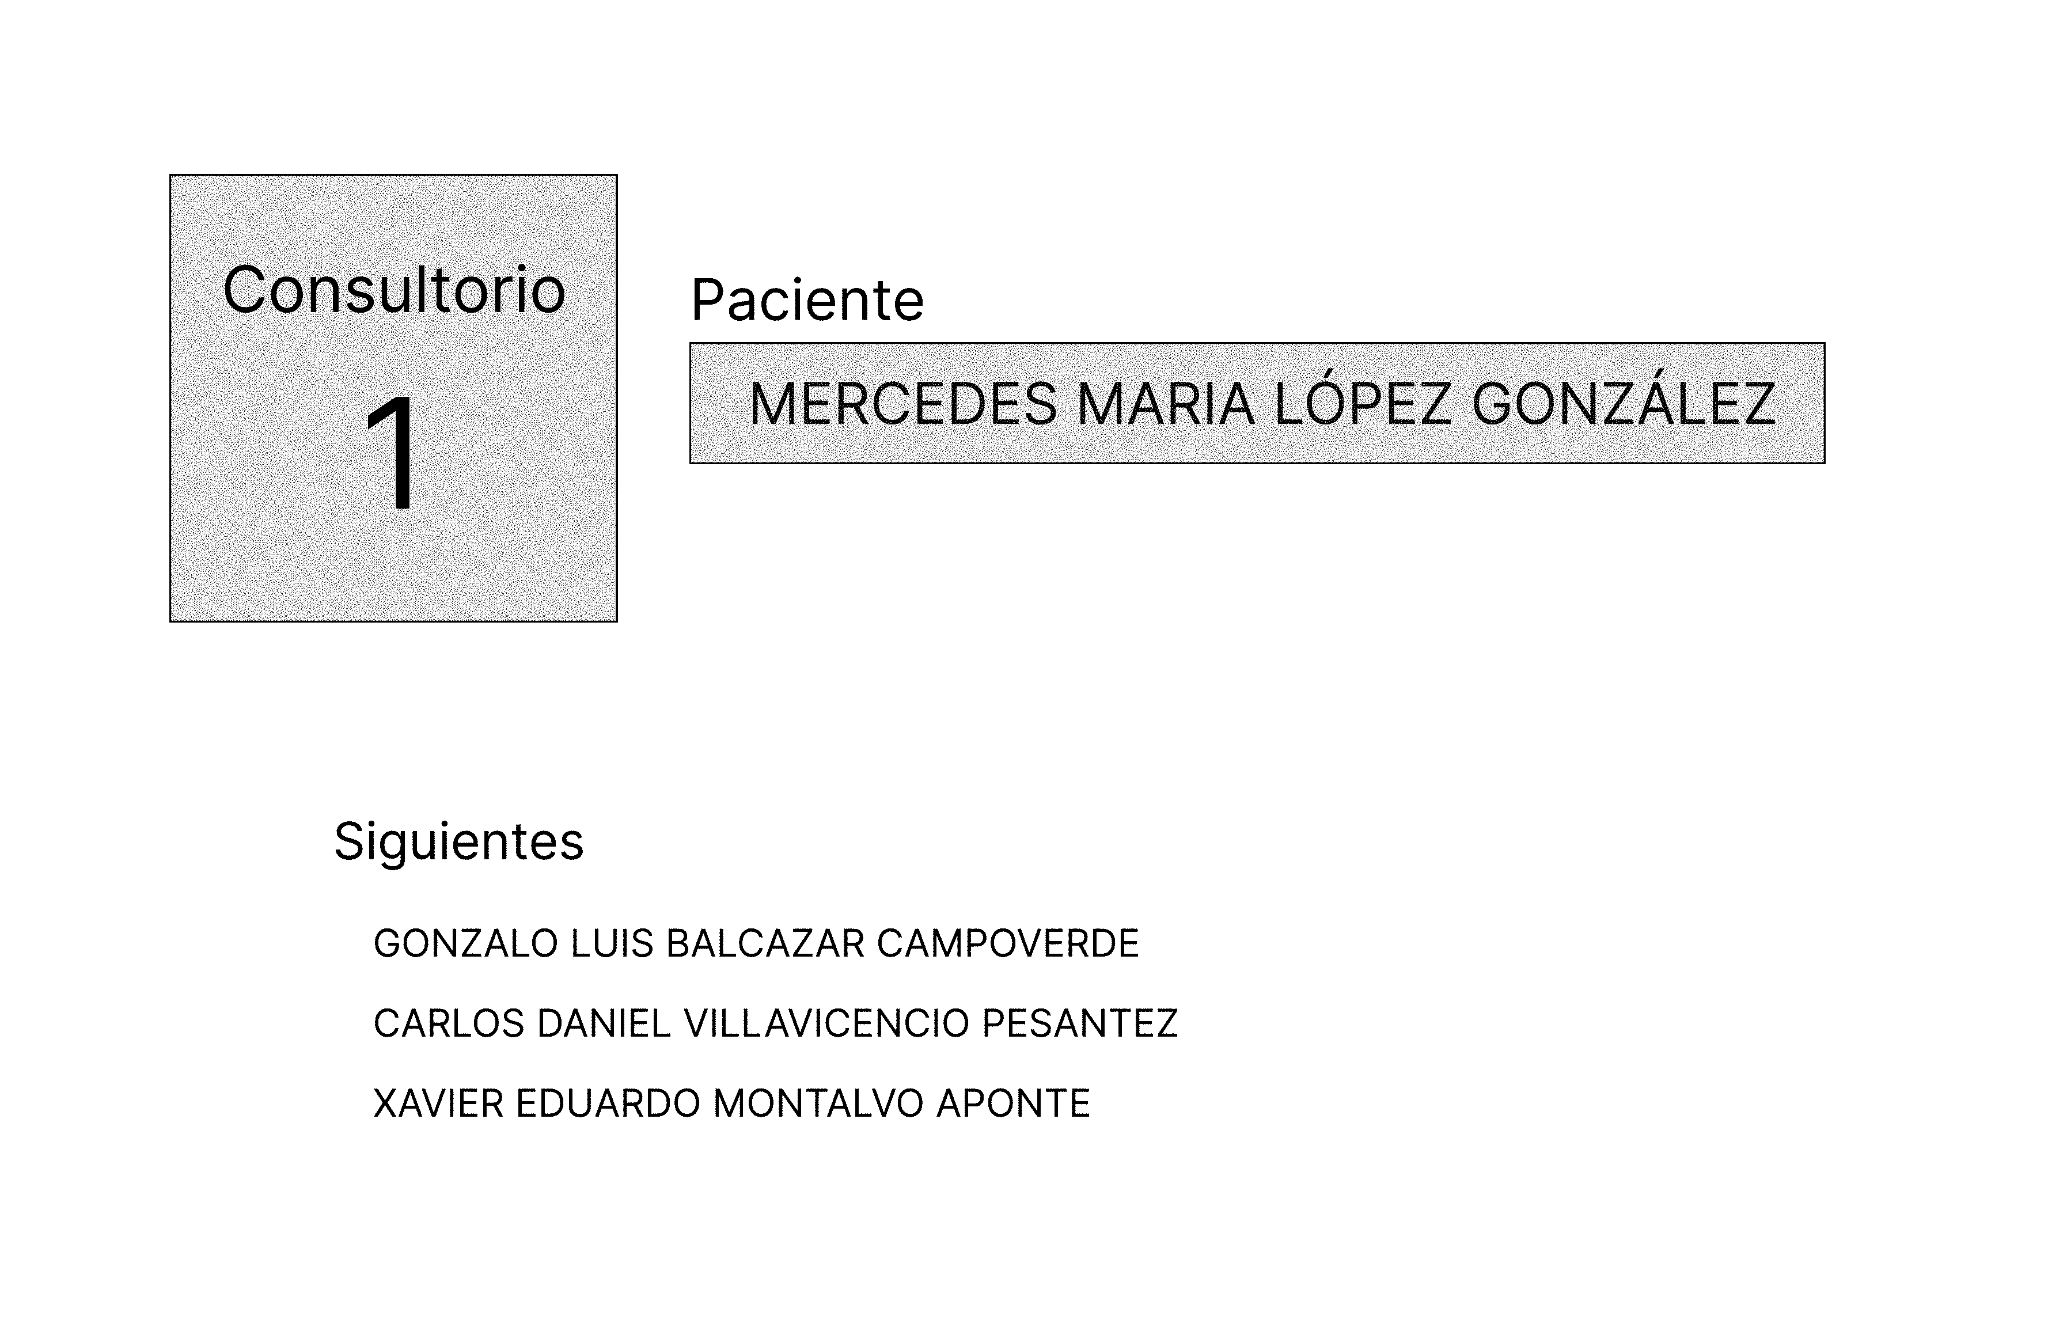 Consultorio
1
Paciente
MERCEDES MARIA LÓPEZ GONZÁLEZ
Siguientes
GONZALO LUIS BALCAZAR CAMPOVERDE
CARLOS DANIEL VILLAVICENCIO PESANTEZ
XAVIER EDUARDO MONTALVO APONTE